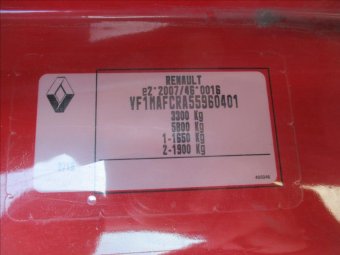 RENAULT
e2*2007/46*0016
VF1MAFCRA55960401
3300 Kg
5800 Kg
1-1650 Kg
2-1900 Kg